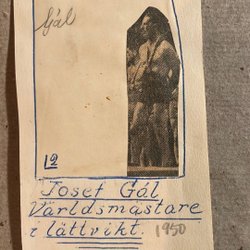 Gál
12
Josef Gál
Världsmästare
i lättvikt. 1950